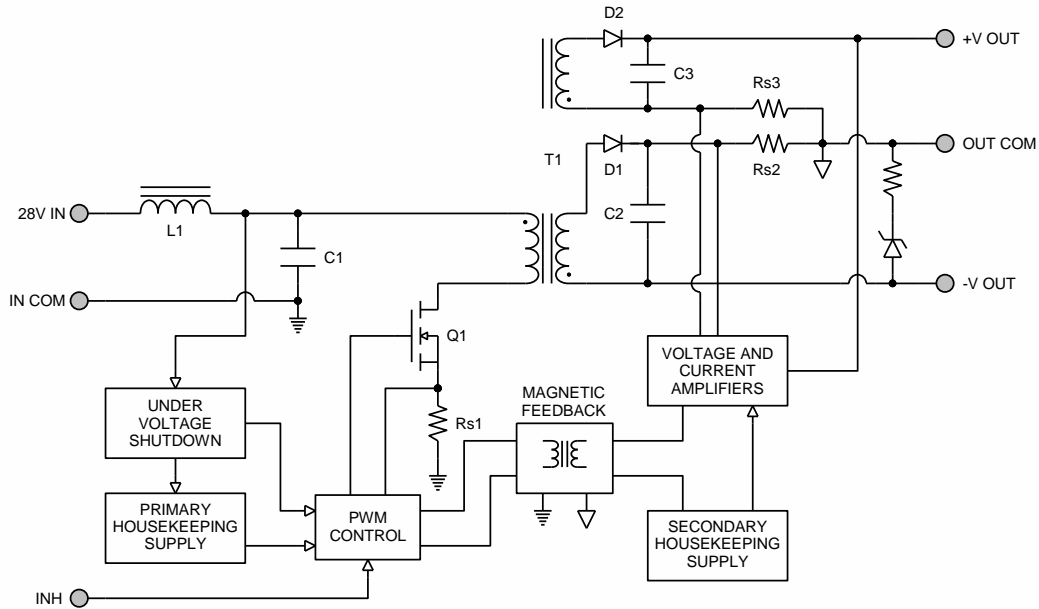 D2
+V OUT
C3
Rs3
OUT COM
T1
D1
Rs2
28V IN
L1
C2
C1
IN COM
-V OUT
Q1
VOLTAGE AND
CURRENT
AMPLIFIERS
MAGNETIC
FEEDBACK
UNDER
VOLTAGE
SHUTDOWN
Rs1
PRIMARY
HOUSEKEEPING
SUPPLY
PWM
CONTROL
SECONDARY
HOUSEKEEPING
SUPPLY
INH